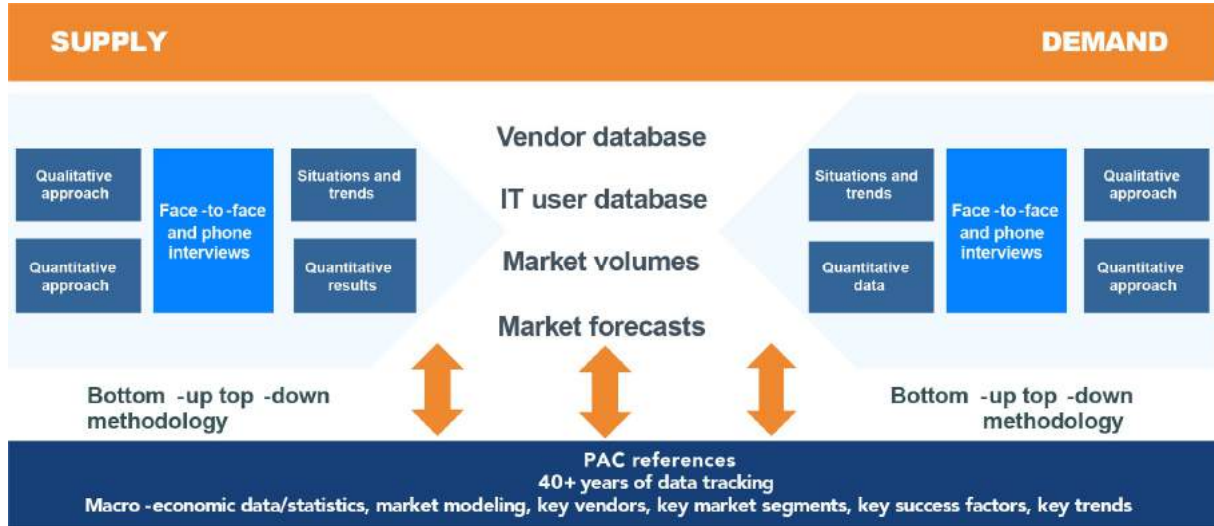 SUPPLY
DEMAND
Qualitative
approach
Quantitative
approach
Face -to -face
and phone
interviews
Situations and
trends
Quantitative
results
Vendor database
IT user database
Market volumes
Market forecasts
Situations and
trends
Quantitative
data
Face -to -face
and phone
interviews
Qualitative
approach
Quantitative
approach
Bottom -up top -down
methodology
Bottom -up top -down
methodology
PAC references
40+ years of data tracking
Macro -economic data/statistics, market modeling, key vendors, key market segments, key success factors, key trends